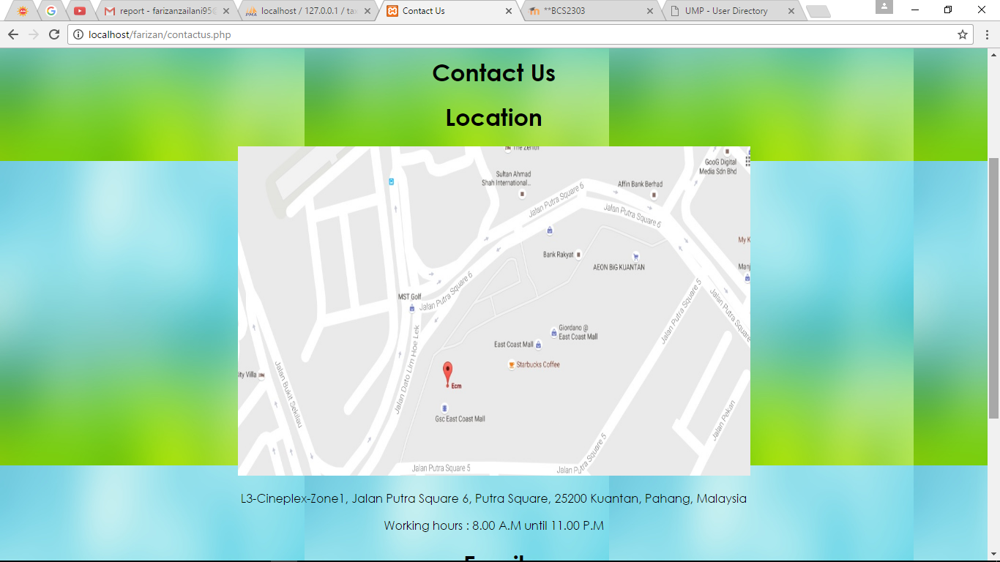 report - farizanzailani95@
localhost / 127.0.0.1 / ta
Contact Us
**BCS2303
UMP - User Directory
localhost/farizan/contactus.php
Contact Us
Location
The Zenith
GooG Digital
Media Sdn Bhd
Sultan Ahmad
Shah International...
Affin Bank Berhad
Jalan Putra Square 6
Jalan Putra Square 6
My K
Bank Rakyat
AEON BiG KUANTAN
Manj
MST Golf
Jalan Putra Square 6
Jalan Putra Square 5
Jalan Putra Square
Giordano @
East Coast Mall
East Coast Mall
Starbucks Coffee
Jalan Dato Lim Hoe Lek
ity Villa
Jalan Bukit Sekilau
Ecm
Gsc East Coast Mall
Jalan Pekan
Jalan Putra Square 5
Jalan Putra Square 5
L3-Cineplex-Zone1, Jalan Putra Square 6, Putra Square, 25200 Kuantan, Pahang, Malaysia
Working hours : 8.00 A.M until 11.00 P.M
Email